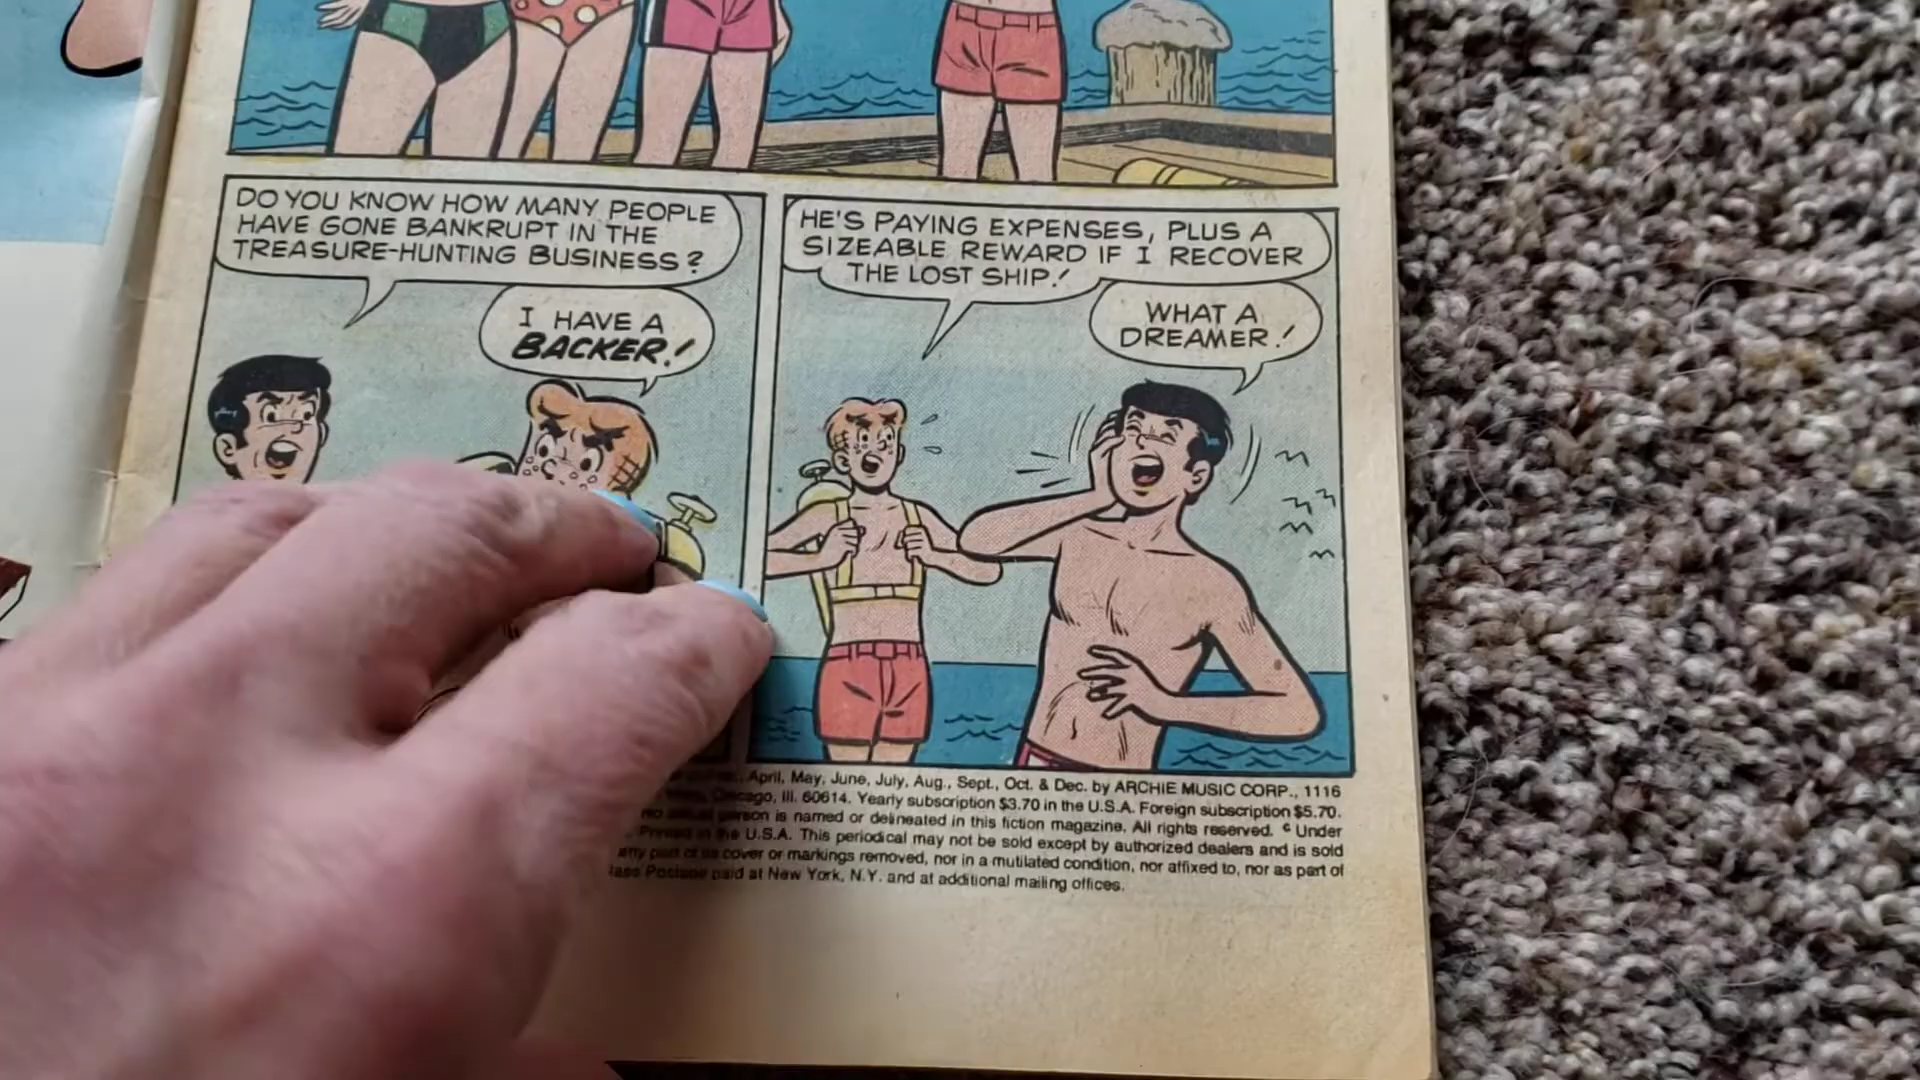 DO YOU KNOW HOW MANY PEOPLE
HAVE GONE BANKRUPT IN THE
TREASURE-HUNTING BUSINESS?
I HAVE A
BACKER!
HE'S PAYING EXPENSES, PLUS A
SIZEABLE REWARD IF I RECOVER
THE LOST SHIP!
WHAT A
DREAMER!
April, May, June, July, Aug., Sept., Oct. & Dec. by ARCHIE MUSIC CORP., 1116
Chicago, Ill. 60614. Yearly subscription $3.70 in the U.S.A. Foreign subscription $5.70.
person is named or delineated in this fiction magazine. All rights reserved. © Under
Printed in the U.S.A. This periodical may not be sold except by authorized dealers and is sold
any part of its cover or markings removed, nor in a mutilated condition, nor affixed to, nor as part of
paid at New York, N.Y. and at additional mailing offices.